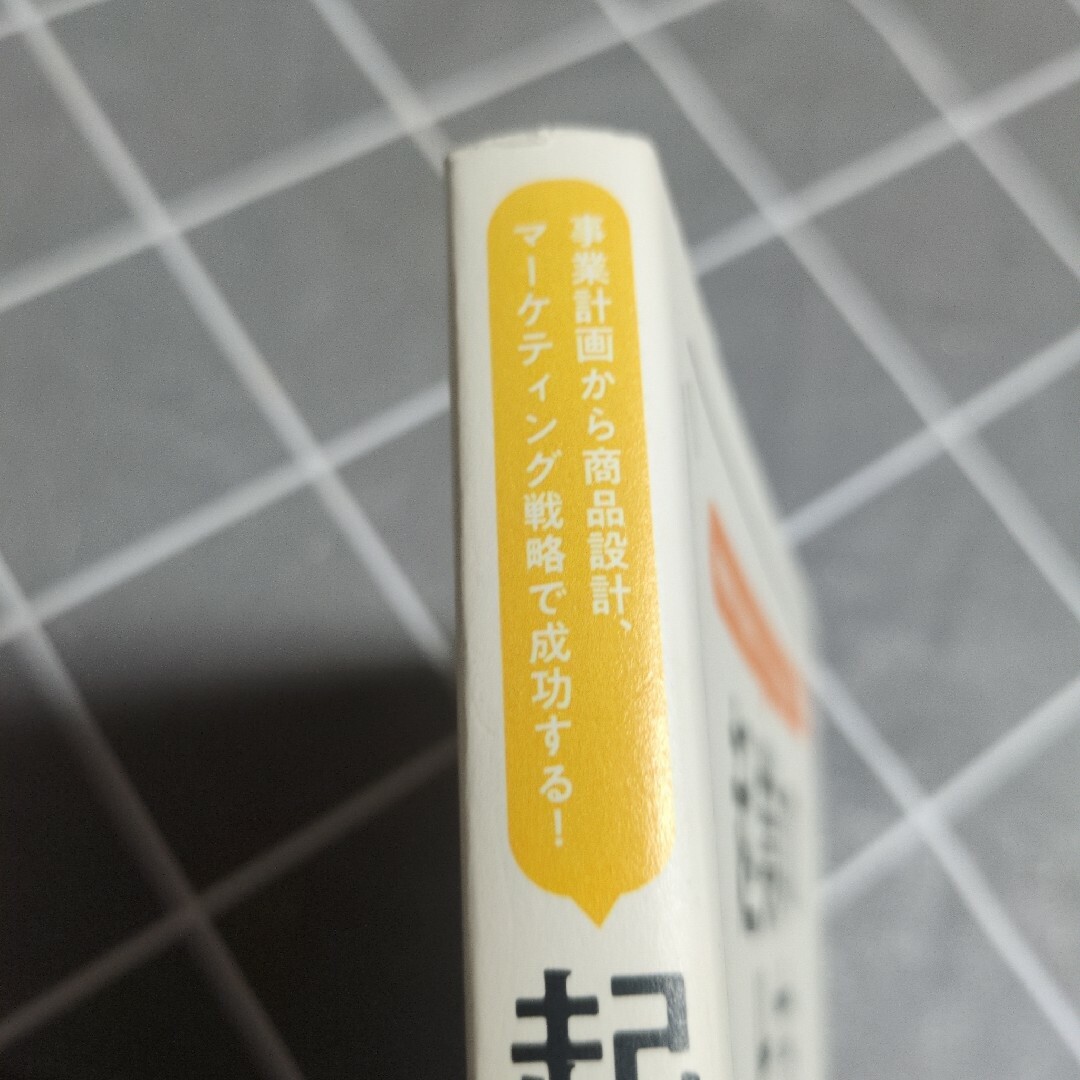 事業計画から商品設計、
マーケティング戦略で成功する!
起